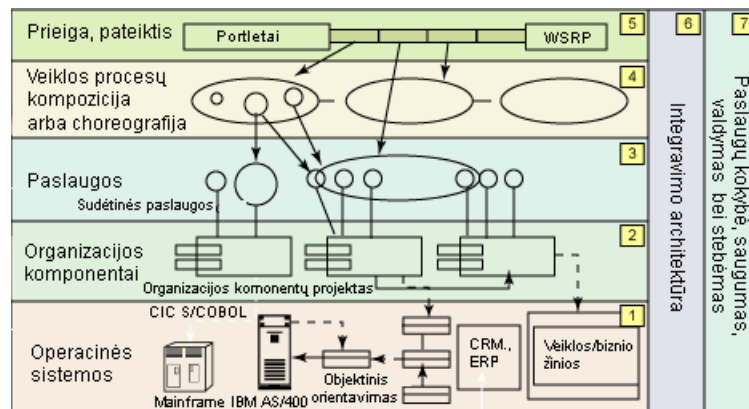 Prieiga, pateiktis
Portletai
WSRP
5
Veiklos procesų
kompozicija
arba choreografija
4
Paslaugos
Sudėtinės paslaugos
3
Organizacijos
komponentai
Organizacijos komonentų projektas
2
CIC S/COBOL
Operacinės
sistemos
Mainframe
IBM AS/400
Objektinis
orientavimas
CRM.,
ERP
Veiklos/biznio
žinios
1
6
Integravimo architektūra
7
Paslaugų kokybė, saugumas,
valdymas bei stebėmas